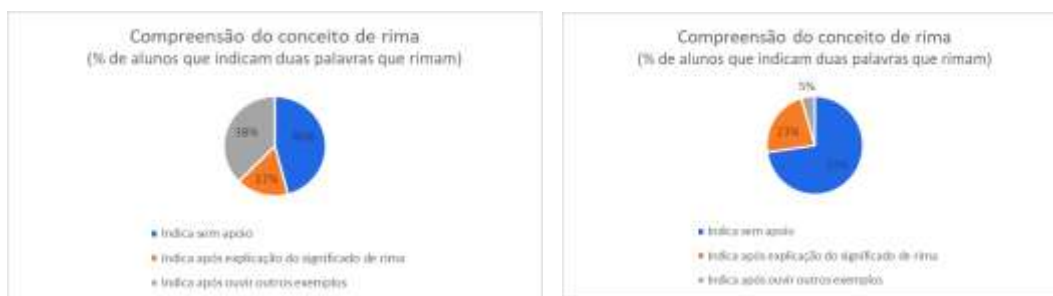 Compreensão do conceito de rima
(% de alunos que indicam duas palavras que rimam)
38%
17%
Indica sem apoio
Indica após explicação do significado de rima
Indica após ouvir outros exemplos
Compreensão do conceito de rima
(% de alunos que indicam duas palavras que rimam)
5%
23%
Indica sem apoio
Indica após explicação do significado de rima
Indica após ouvir outros exemplos